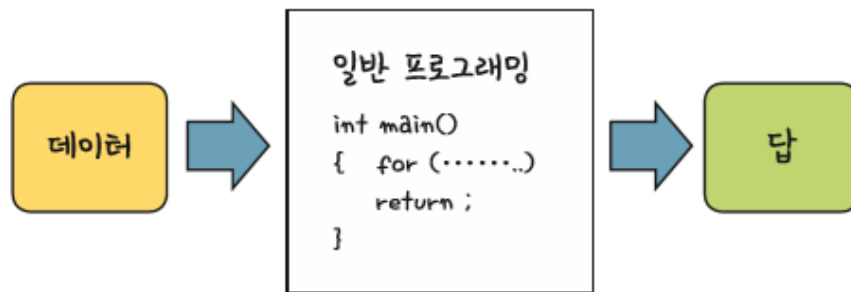 데이터
일반 프로그래밍
int main()
{ for (........)
return ;
}
답